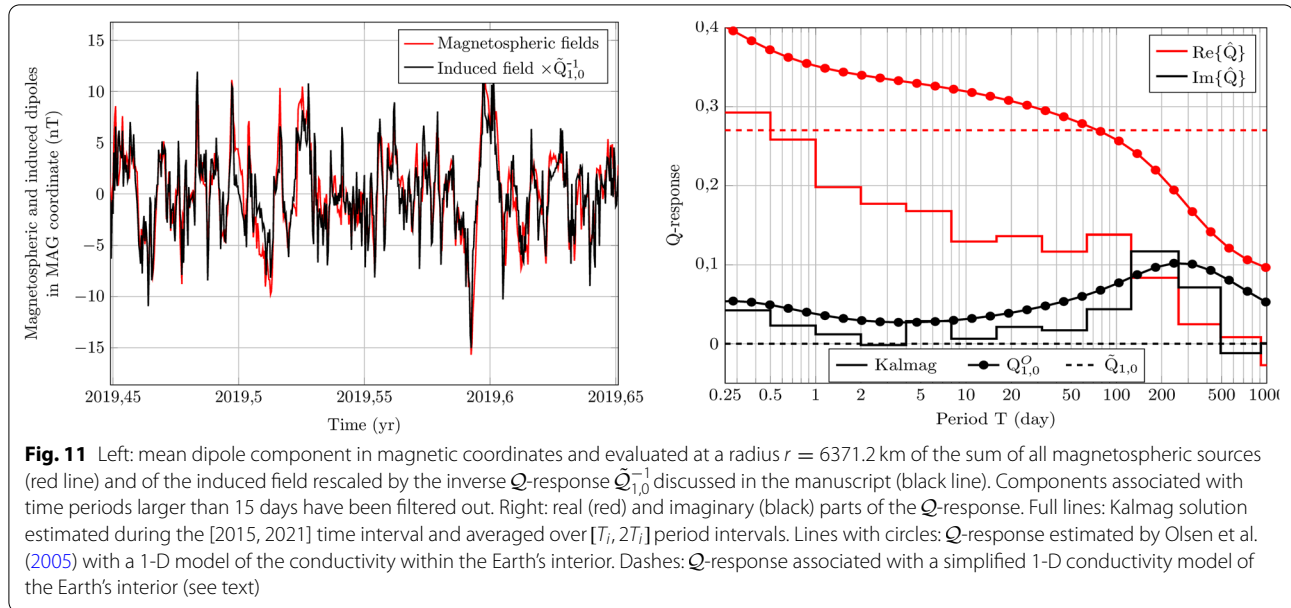 Magnetospheric and induced dipoles
in MAG coordinate (nT)
15
10
5
0
−5
−10
−15
Magnetospheric fields
Induced field ×Q̃⁻¹₁,₀
2019,45
2019,5
2019,55
2019,6
2019,65
Time (yr)
Q-response
0,4
0,3
0,2
0,1
0
Re{Q̂}
Im{Q̂}
Kalmag
Qᴼ₁,₀
Q̃₁,₀
0.25
0.5
1
2
5
10
20
50
100
200
500
1000
Period T (day)
Fig. 11 Left: mean dipole component in magnetic coordinates and evaluated at a radius r = 6371.2 km of the sum of all magnetospheric sources
(red line) and of the induced field rescaled by the inverse Q-response Q̃⁻¹₁,₀ discussed in the manuscript (black line). Components associated with
time periods larger than 15 days have been filtered out. Right: real (red) and imaginary (black) parts of the Q-response. Full lines: Kalmag solution
estimated during the [2015, 2021] time interval and averaged over [Tᵢ, 2Tᵢ] period intervals. Lines with circles: Q-response estimated by Olsen et al.
(2005) with a 1-D model of the conductivity within the Earth's interior. Dashes: Q-response associated with a simplified 1-D conductivity model of
the Earth's interior (see text)